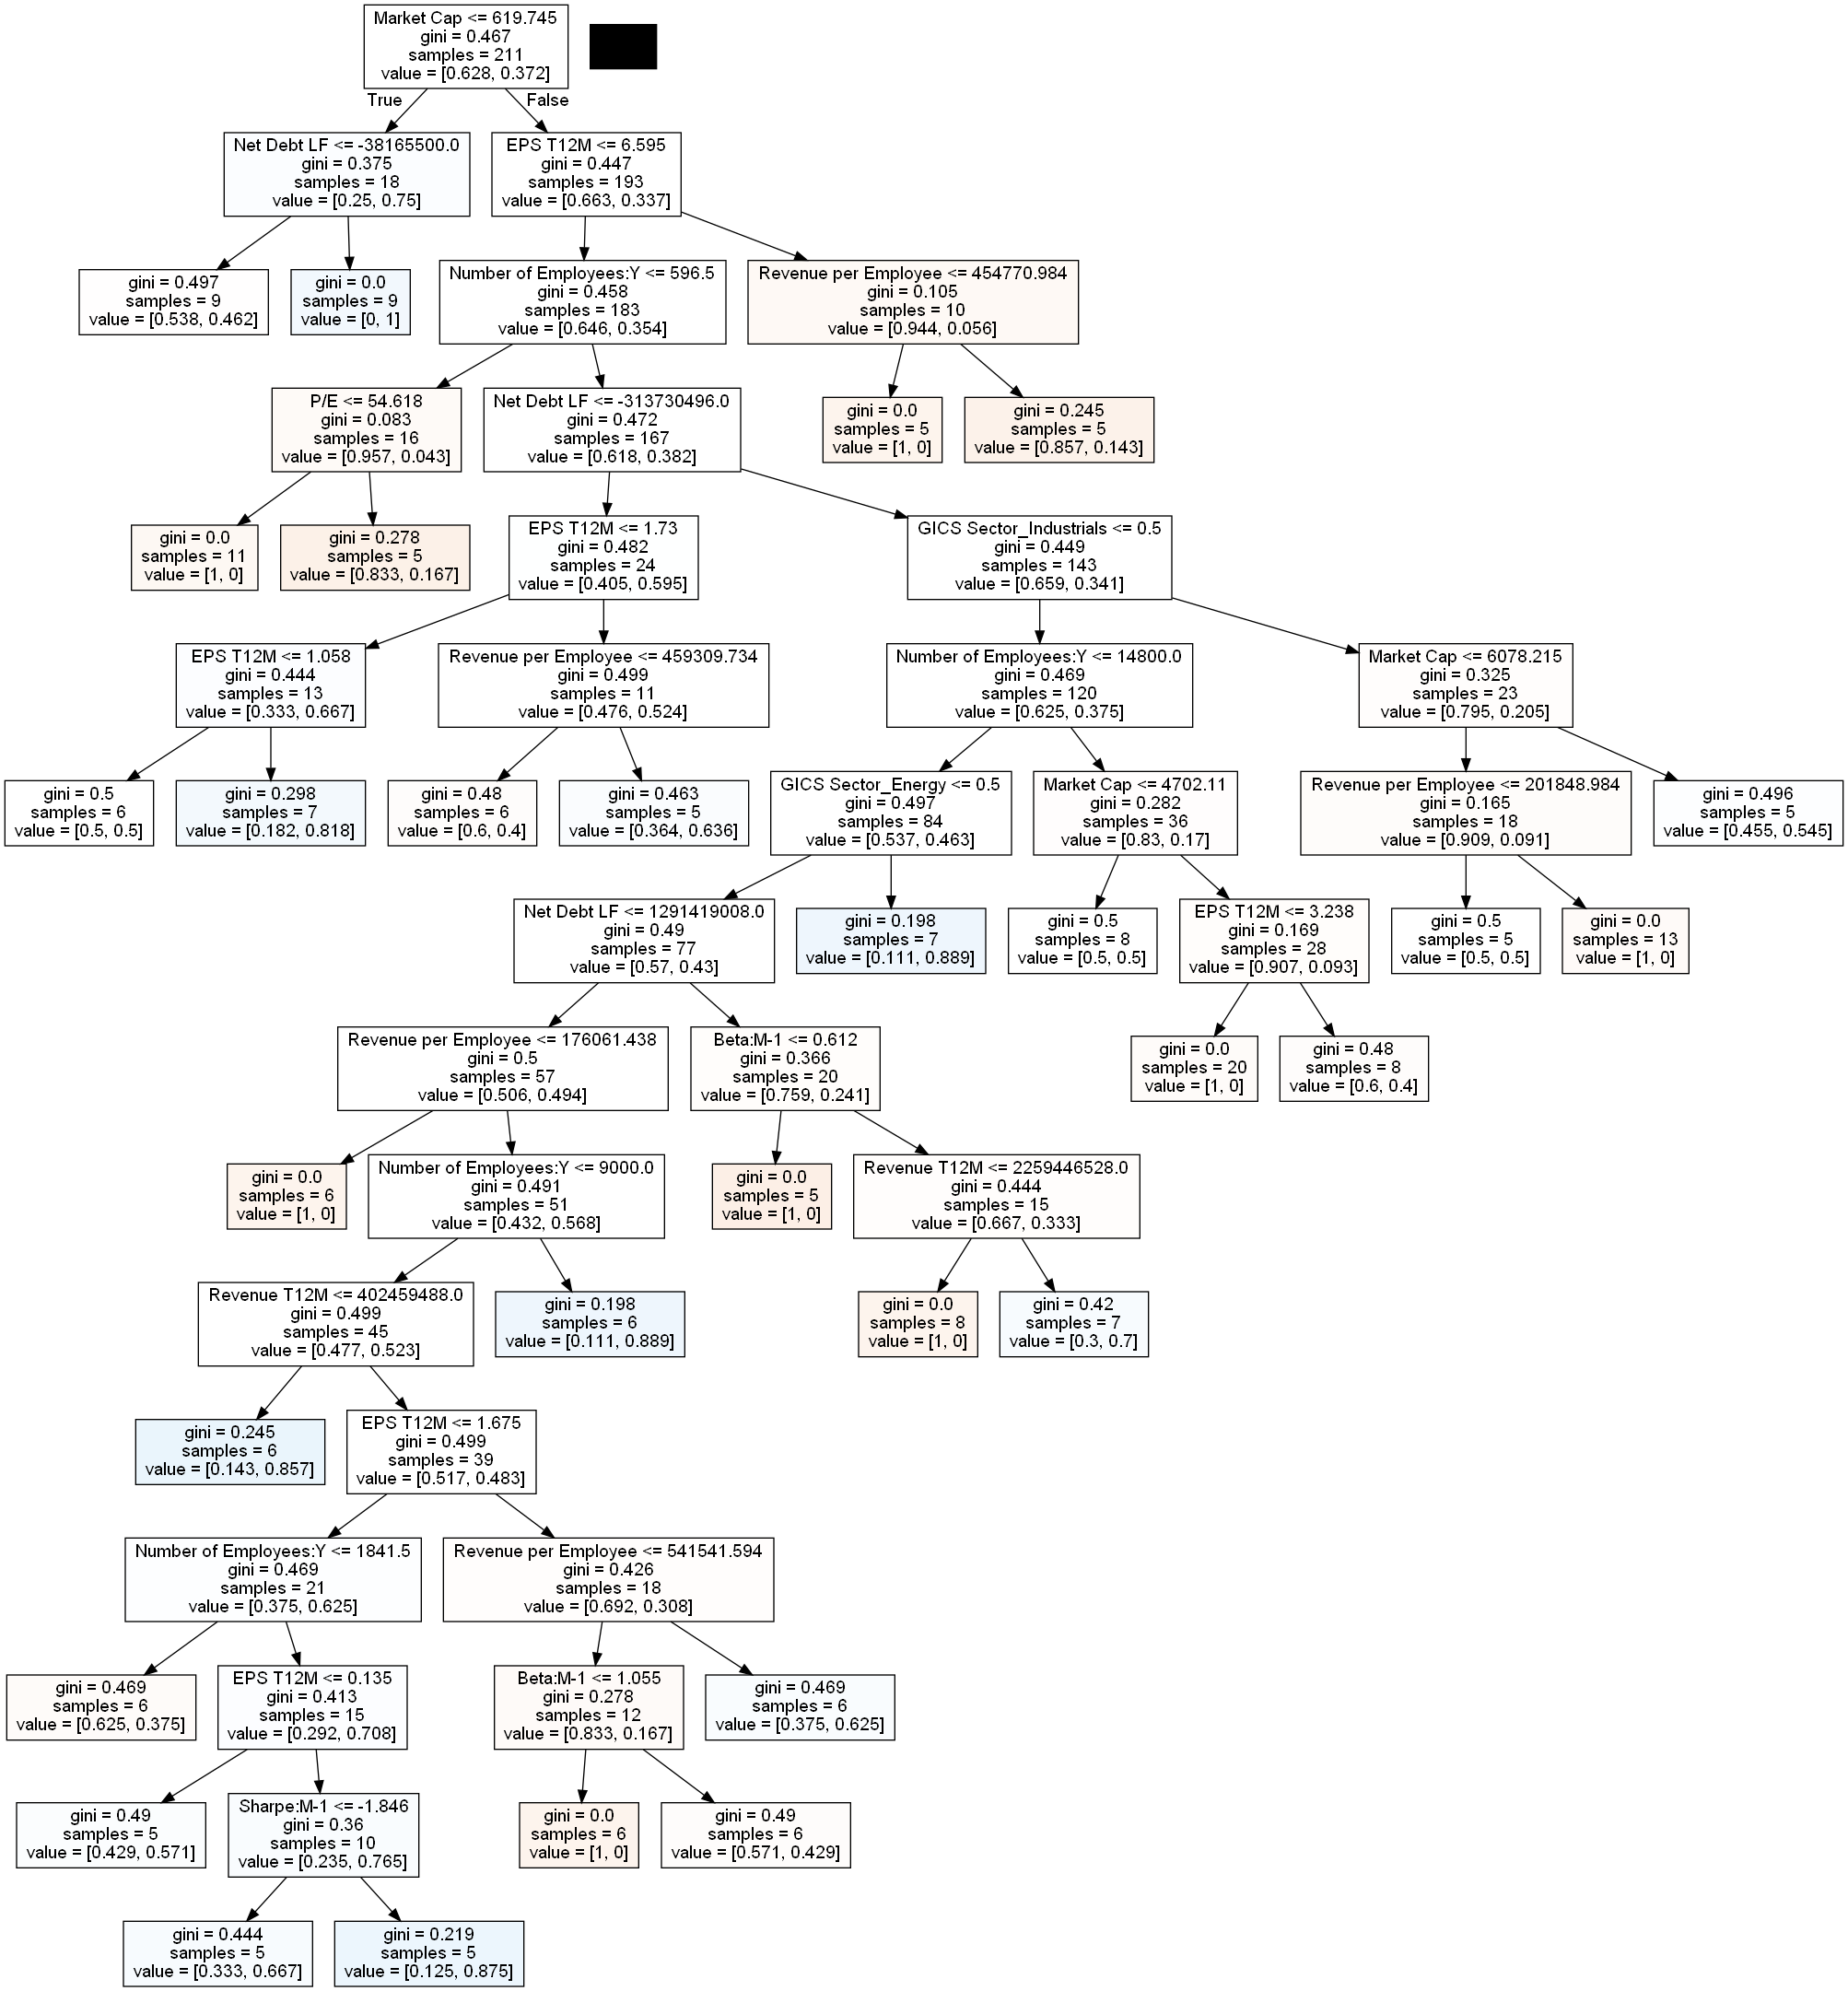 Market Cap <= 619.745
gini = 0.467
samples = 211
value = [0.628, 0.372]
True
False
Net Debt LF <= -38165500.0
gini = 0.375
samples = 18
value = [0.25, 0.75]
EPS T12M <= 6.595
gini = 0.447
samples = 193
value = [0.663, 0.337]
gini = 0.497
samples = 9
value = [0.538, 0.462]
gini = 0.0
samples = 9
value = [0, 1]
Number of Employees:Y <= 596.5
gini = 0.458
samples = 183
value = [0.646, 0.354]
Revenue per Employee <= 454770.984
gini = 0.105
samples = 10
value = [0.944, 0.056]
P/E <= 54.618
gini = 0.083
samples = 16
value = [0.957, 0.043]
Net Debt LF <= -313730496.0
gini = 0.472
samples = 167
value = [0.618, 0.382]
gini = 0.0
samples = 5
value = [1, 0]
gini = 0.245
samples = 5
value = [0.857, 0.143]
gini = 0.0
samples = 11
value = [1, 0]
gini = 0.278
samples = 5
value = [0.833, 0.167]
EPS T12M <= 1.73
gini = 0.482
samples = 24
value = [0.405, 0.595]
GICS Sector_Industrials <= 0.5
gini = 0.449
samples = 143
value = [0.659, 0.341]
EPS T12M <= 1.058
gini = 0.444
samples = 13
value = [0.333, 0.667]
Revenue per Employee <= 459309.734
gini = 0.499
samples = 11
value = [0.476, 0.524]
Number of Employees:Y <= 14800.0
gini = 0.469
samples = 120
value = [0.625, 0.375]
Market Cap <= 6078.215
gini = 0.325
samples = 23
value = [0.795, 0.205]
gini = 0.5
samples = 6
value = [0.5, 0.5]
gini = 0.298
samples = 7
value = [0.182, 0.818]
gini = 0.48
samples = 6
value = [0.6, 0.4]
gini = 0.463
samples = 5
value = [0.364, 0.636]
GICS Sector_Energy <= 0.5
gini = 0.497
samples = 84
value = [0.537, 0.463]
Market Cap <= 4702.11
gini = 0.282
samples = 36
value = [0.83, 0.17]
Revenue per Employee <= 201848.984
gini = 0.165
samples = 18
value = [0.909, 0.091]
gini = 0.496
samples = 5
value = [0.455, 0.545]
Net Debt LF <= 1291419008.0
gini = 0.49
samples = 77
value = [0.57, 0.43]
gini = 0.198
samples = 7
value = [0.111, 0.889]
gini = 0.5
samples = 8
value = [0.5, 0.5]
EPS T12M <= 3.238
gini = 0.169
samples = 28
value = [0.907, 0.093]
gini = 0.5
samples = 5
value = [0.5, 0.5]
gini = 0.0
samples = 13
value = [1, 0]
Revenue per Employee <= 176061.438
gini = 0.5
samples = 57
value = [0.506, 0.494]
Beta:M-1 <= 0.612
gini = 0.366
samples = 20
value = [0.759, 0.241]
gini = 0.0
samples = 20
value = [1, 0]
gini = 0.48
samples = 8
value = [0.6, 0.4]
gini = 0.0
samples = 6
value = [1, 0]
Number of Employees:Y <= 9000.0
gini = 0.491
samples = 51
value = [0.432, 0.568]
gini = 0.0
samples = 5
value = [1, 0]
Revenue T12M <= 2259446528.0
gini = 0.444
samples = 15
value = [0.667, 0.333]
Revenue T12M <= 402459488.0
gini = 0.499
samples = 45
value = [0.477, 0.523]
gini = 0.198
samples = 6
value = [0.111, 0.889]
gini = 0.0
samples = 8
value = [1, 0]
gini = 0.42
samples = 7
value = [0.3, 0.7]
gini = 0.245
samples = 6
value = [0.143, 0.857]
EPS T12M <= 1.675
gini = 0.499
samples = 39
value = [0.517, 0.483]
Number of Employees:Y <= 1841.5
gini = 0.469
samples = 21
value = [0.375, 0.625]
Revenue per Employee <= 541541.594
gini = 0.426
samples = 18
value = [0.692, 0.308]
gini = 0.469
samples = 6
value = [0.625, 0.375]
EPS T12M <= 0.135
gini = 0.413
samples = 15
value = [0.292, 0.708]
Beta:M-1 <= 1.055
gini = 0.278
samples = 12
value = [0.833, 0.167]
gini = 0.469
samples = 6
value = [0.375, 0.625]
gini = 0.49
samples = 5
value = [0.429, 0.571]
Sharpe:M-1 <= -1.846
gini = 0.36
samples = 10
value = [0.235, 0.765]
gini = 0.0
samples = 6
value = [1, 0]
gini = 0.49
samples = 6
value = [0.571, 0.429]
gini = 0.444
samples = 5
value = [0.333, 0.667]
gini = 0.219
samples = 5
value = [0.125, 0.875]